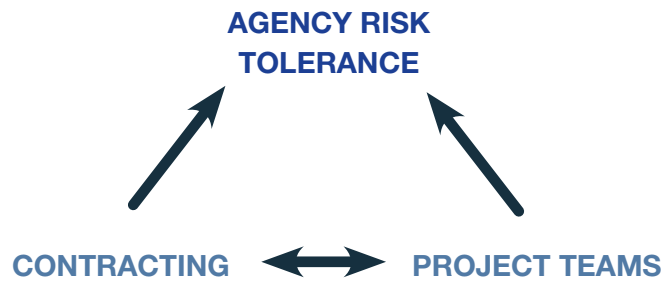 AGENCY RISK
TOLERANCE
CONTRACTING
PROJECT TEAMS